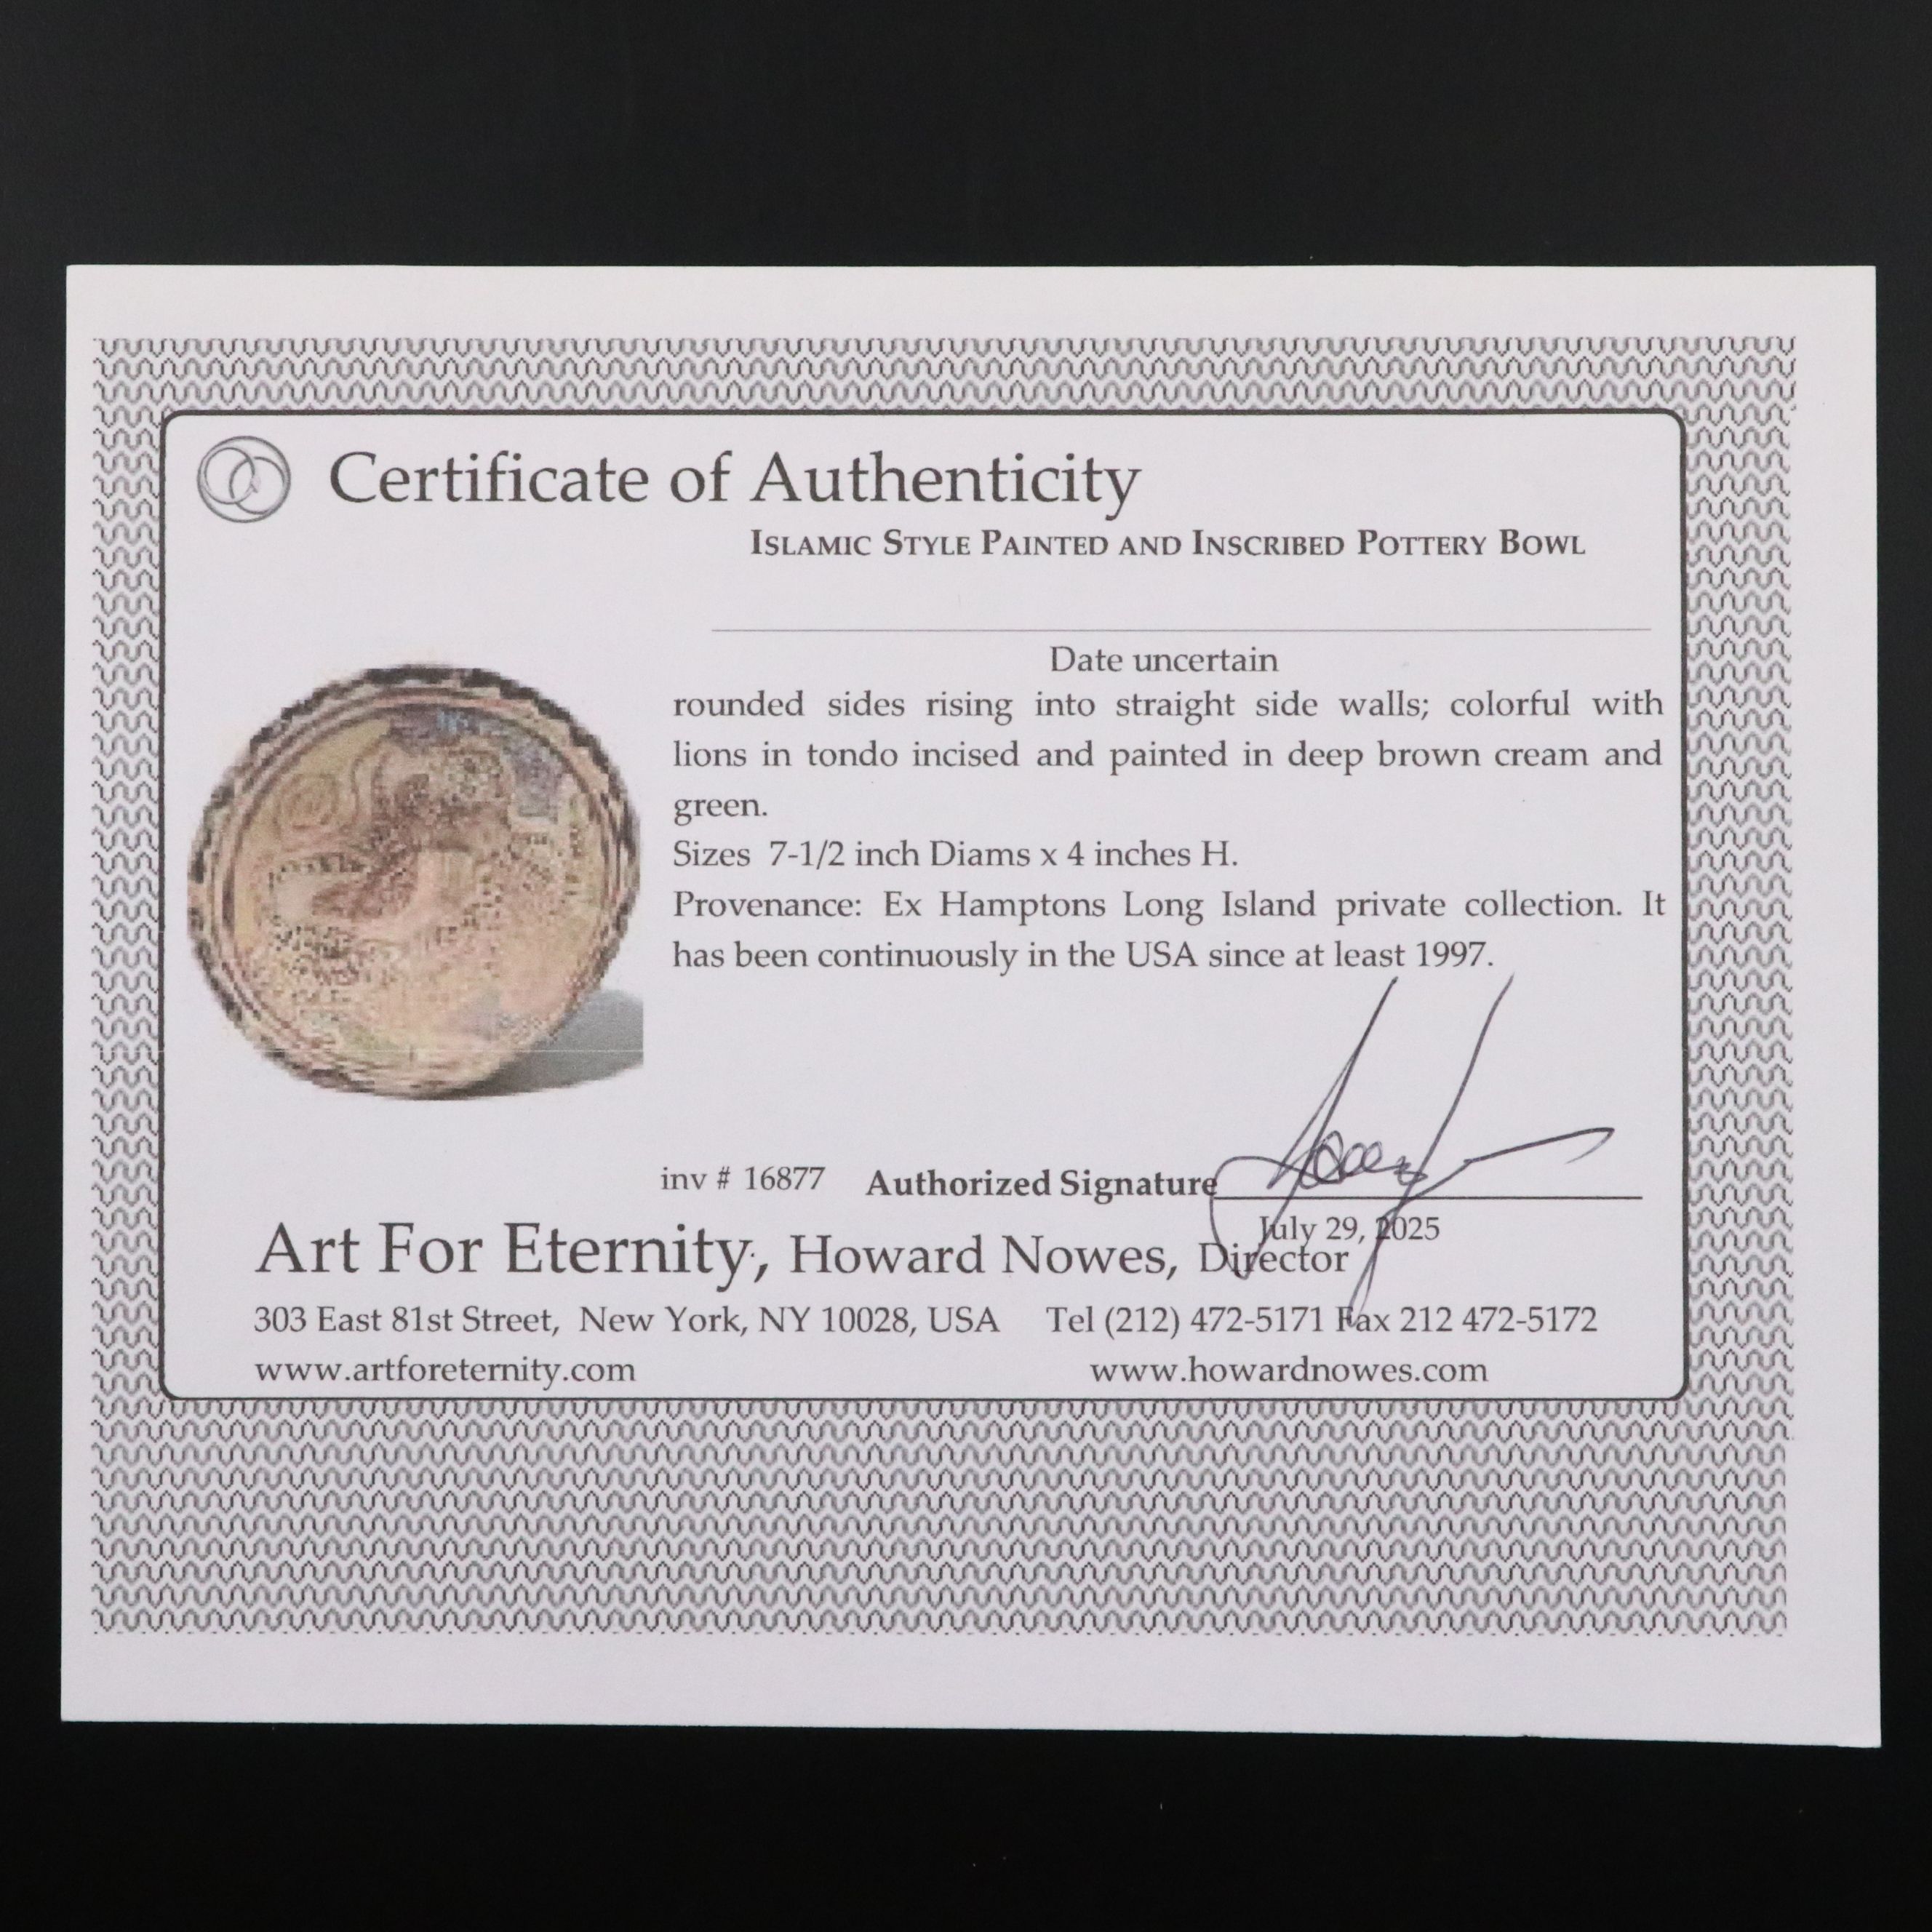 Certificate of Authenticity
ISLAMIC STYLE PAINTED AND INSCRIBED POTTERY BOWL
Date uncertain
rounded sides rising into straight side walls; colorful with
lions in tondo incised and painted in deep brown cream and
green.
Sizes 7-1/2 inch Diams x 4 inches H.
Provenance: Ex Hamptons Long Island private collection. It
has been continuously in the USA since at least 1997.
inv # 16877 Authorized Signature
July 29, 2025
Art For Eternity, Howard Nowes, Director
303 East 81st Street, New York, NY 10028, USA Tel (212) 472-5171 Fax 212 472-5172
www.artforeternity.com www.howardnowes.com